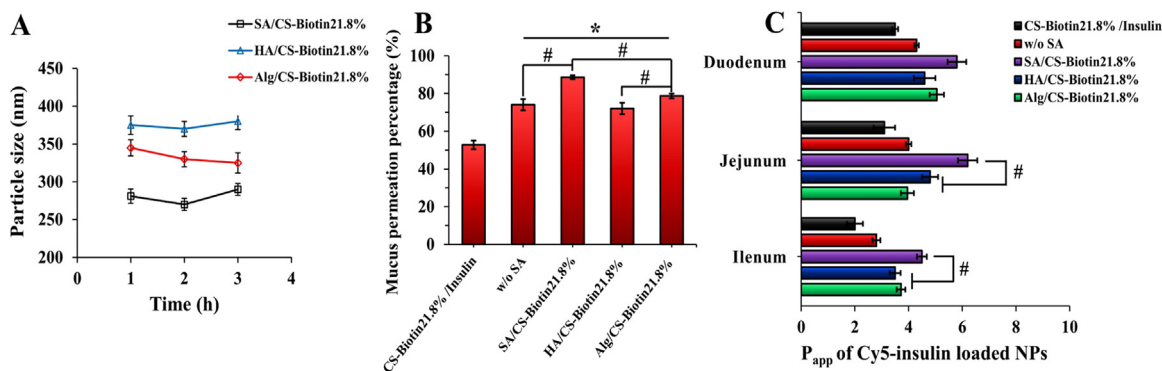 A
SA/CS-Biotin21.8%
HA/CS-Biotin21.8%
Alg/CS-Biotin21.8%
Particle size (nm)
450
400
350
300
250
200
0
1
2
3
4
Time (h)
B
Mucus permeation percentage (%)
100
80
60
40
20
0
*
#
#
#
CS-Biotin21.8% /Insulin
w/o SA
SA/CS-Biotin21.8%
HA/CS-Biotin21.8%
Alg/CS-Biotin21.8%
C
CS-Biotin21.8% /Insulin
w/o SA
SA/CS-Biotin21.8%
HA/CS-Biotin21.8%
Alg/CS-Biotin21.8%
Duodenum
Jejunum
#
Ilenum
#
0
2
4
6
8
10
Papp of Cy5-insulin loaded NPs